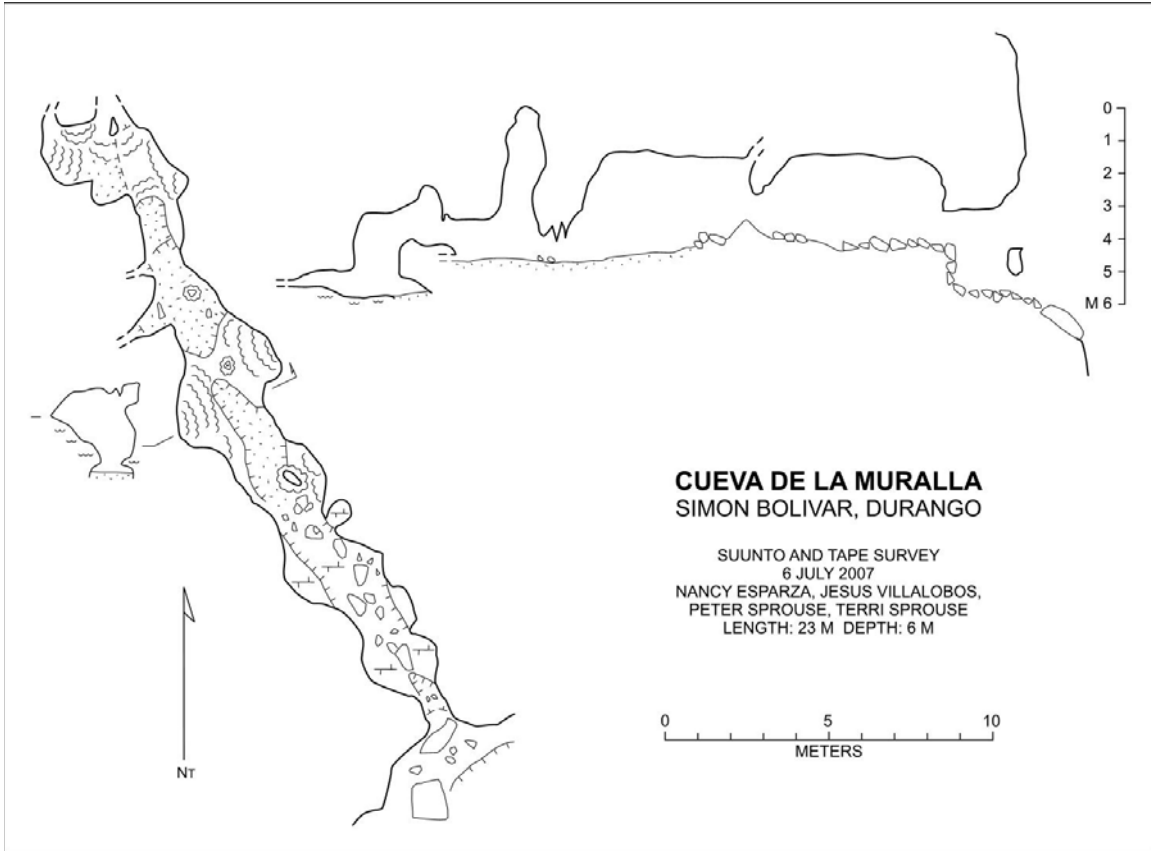 0
1
2
3
4
5
M 6
CUEVA DE LA MURALLA
SIMON BOLIVAR, DURANGO
SUUNTO AND TAPE SURVEY
6 JULY 2007
NANCY ESPARZA, JESUS VILLALOBOS,
PETER SPROUSE, TERRI SPROUSE
LENGTH: 23 M  DEPTH: 6 M
0 5 10
METERS
NT